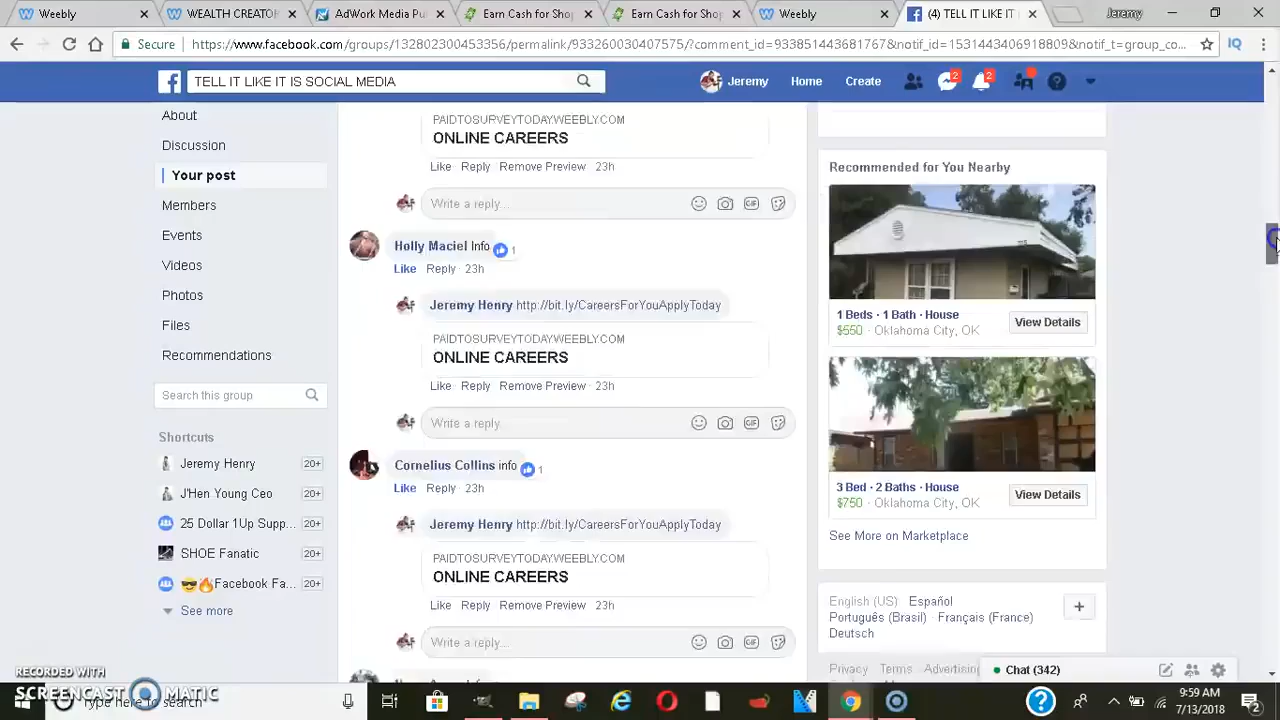 Weebly
WEALTH CREATOR
AdWork Media Pu
Earn Cash for Sho
Earn Cash for Sho
Weebly
(4) TELL IT LIKE IT
Jeremy
Secure
https://www.facebook.com/groups/132802300453356/permalink/933260030407575/?comment_id=933851443681767&notif_id=1531443406918809&notif_t=group_co...
TELL IT LIKE IT IS SOCIAL MEDIA
Jeremy
Home
Create
2
2
About
Discussion
Your post
Members
Events
Videos
Photos
Files
Recommendations
Search this group
Shortcuts
Jeremy Henry 20+
J'Hen Young Ceo 20+
25 Dollar 1Up Supp... 20+
SHOE Fanatic 20+
😎🔥Facebook Fa... 20+
See more
PAIDTOSURVEYTODAY.WEEBLY.COM
ONLINE CAREERS
Like Reply Remove Preview 23h
Write a reply...
Holly Maciel Info 1
Like Reply 23h
Jeremy Henry http://bit.ly/CareersForYouApplyToday
PAIDTOSURVEYTODAY.WEEBLY.COM
ONLINE CAREERS
Like Reply Remove Preview 23h
Write a reply...
Cornelius Collins info 1
Like Reply 23h
Jeremy Henry http://bit.ly/CareersForYouApplyToday
PAIDTOSURVEYTODAY.WEEBLY.COM
ONLINE CAREERS
Like Reply Remove Preview 23h
Write a reply...
Recommended for You Nearby
1 Beds · 1 Bath · House
$550 · Oklahoma City, OK
View Details
3 Bed · 2 Baths · House
$750 · Oklahoma City, OK
View Details
See More on Marketplace
English (US) · Español ·
Português (Brasil) · Français (France) ·
Deutsch
Privacy · Terms · Advertising
Chat (342)
RECORDED WITH
SCREENCAST MATIC
Type here to search
9:59 AM
7/13/2018
2